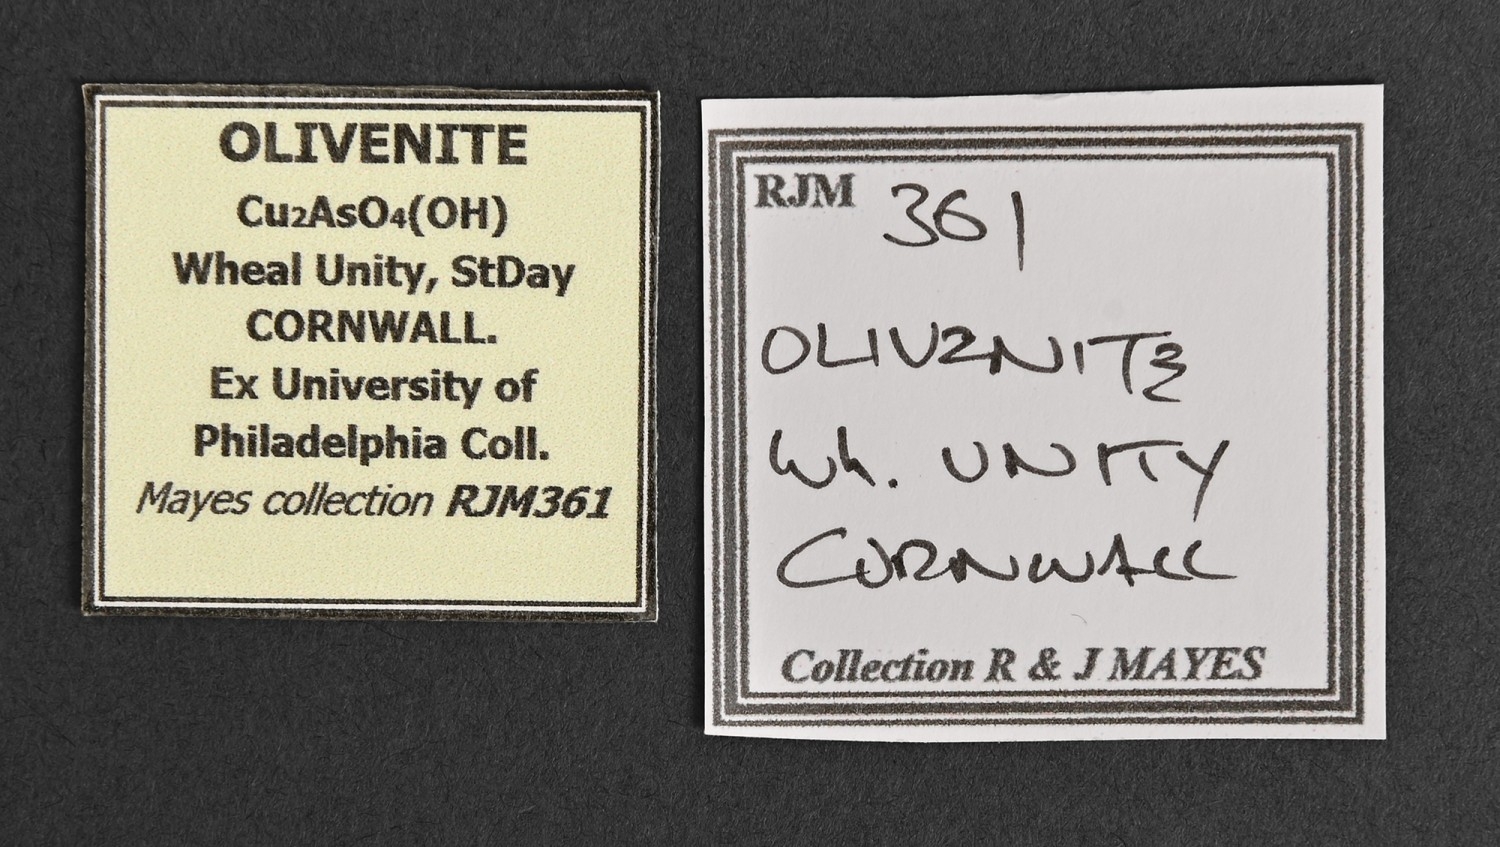 OLIVENITE
Cu₂AsO₄(OH)
Wheal Unity, StDay
CORNWALL.
Ex University of
Philadelphia Coll.
Mayes collection RJM361
RJM 361
OLIVENITE
Wh. UNITY
CORNWALL
Collection R & J MAYES